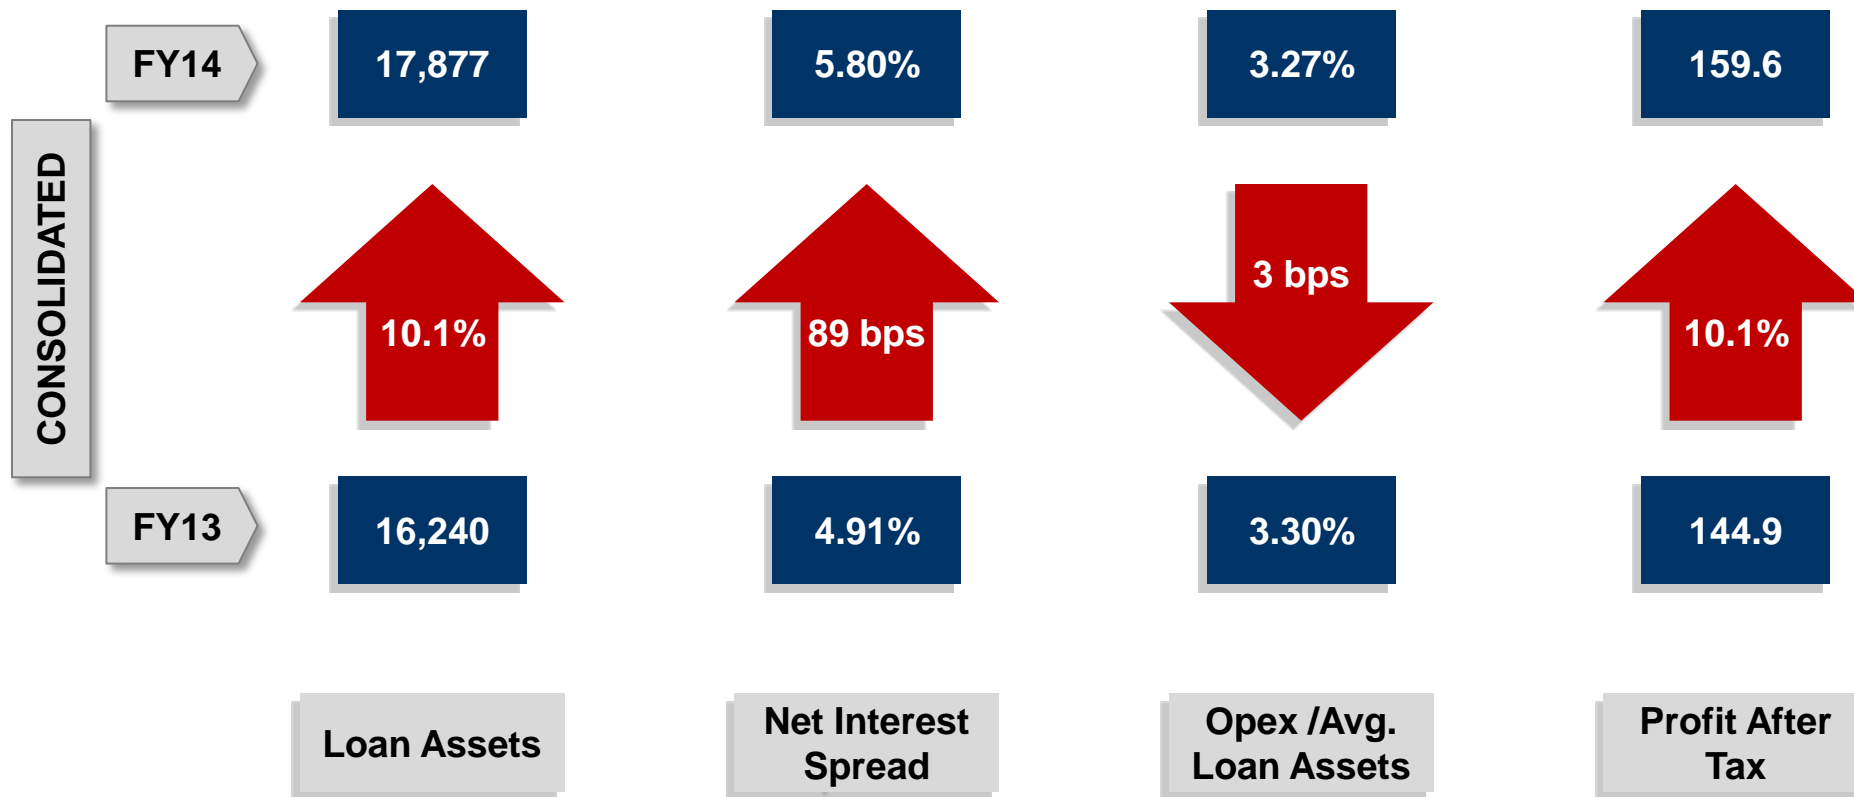 FY14
17,877
5.80%
3.27%
159.6
CONSOLIDATED
10.1%
89 bps
3 bps
10.1%
FY13
16,240
4.91%
3.30%
144.9
Loan Assets
Net Interest
Spread
Opex /Avg.
Loan Assets
Profit After
Tax